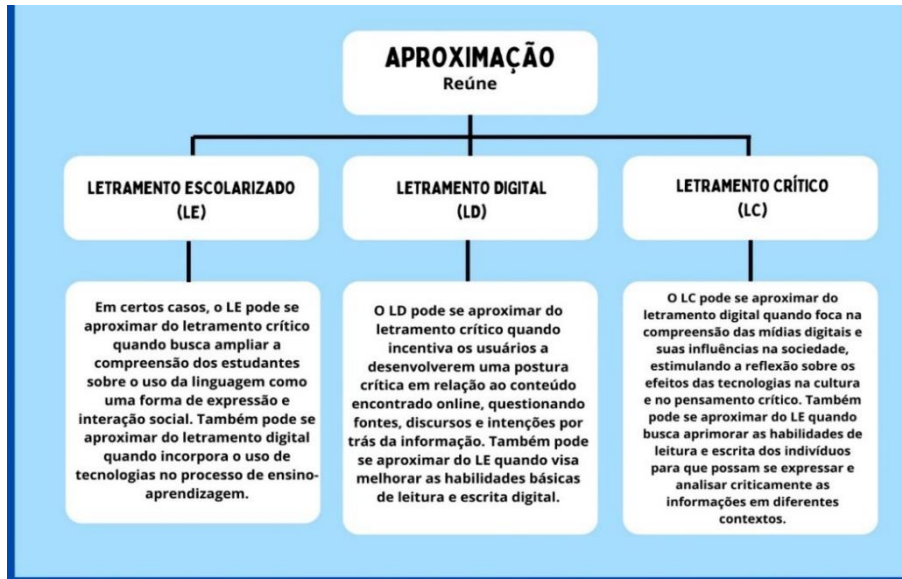 APROXIMAÇÃO
Reúne
LETRAMENTO ESCOLARIZADO
(LE)
Em certos casos, o LE pode se
aproximar do letramento crítico
quando busca ampliar a
compreensão dos estudantes
sobre o uso da linguagem como
uma forma de expressão e
interação social. Também pode se
aproximar do letramento digital
quando incorpora o uso de
tecnologias no processo de ensino-
aprendizagem.
LETRAMENTO DIGITAL
(LD)
O LD pode se aproximar do
letramento crítico quando
incentiva os usuários a
desenvolverem uma postura
crítica em relação ao conteúdo
encontrado online, questionando
fontes, discursos e intenções por
trás da informação. Também pode
se aproximar do LE quando visa
melhorar as habilidades básicas
de leitura e escrita digital.
LETRAMENTO CRÍTICO
(LC)
O LC pode se aproximar do
letramento digital quando foca na
compreensão das mídias digitais e
suas influências na sociedade,
estimulando a reflexão sobre os
efeitos das tecnologias na cultura
e no pensamento crítico. Também
pode se aproximar do LE quando
busca aprimorar as habilidades de
leitura e escrita dos indivíduos
para que possam se expressar e
analisar criticamente as
informações em diferentes
contextos.